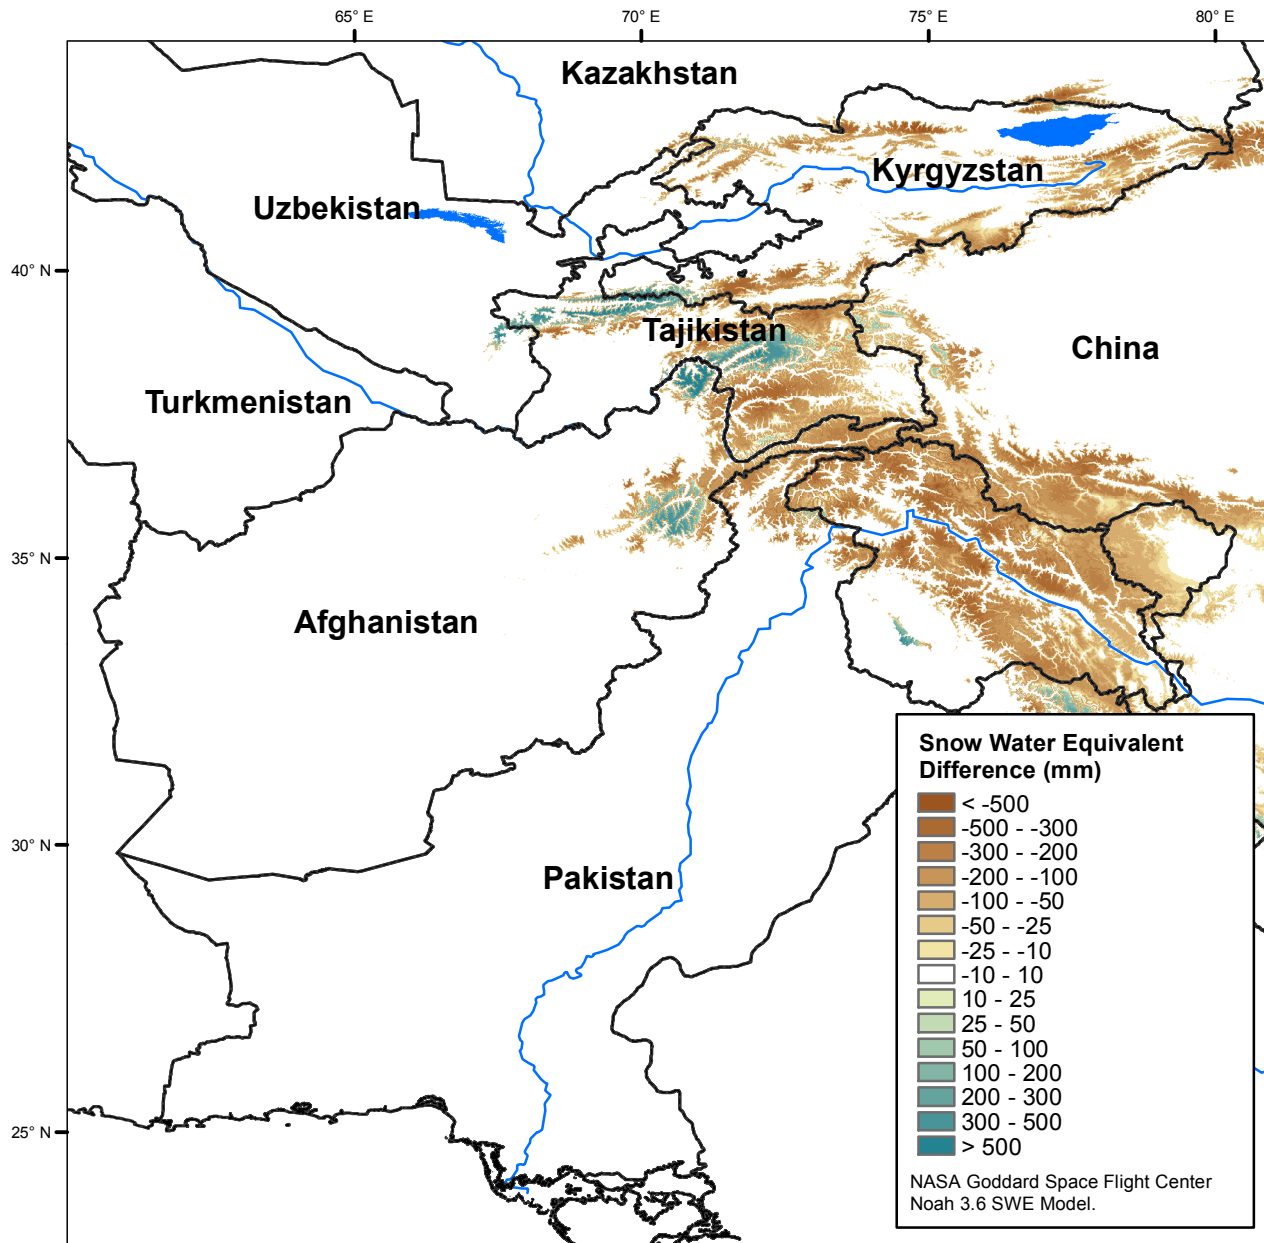 65° E
70° E
75° E
80° E
Kazakhstan
Kyrgyzstan
Uzbekistan
40° N
Tajikistan
China
Turkmenistan
35° N
Afghanistan
Snow Water Equivalent
Difference (mm)
< -500
-500 - -300
-300 - -200
-200 - -100
-100 - -50
-50 - -25
-25 - -10
-10 - 10
10 - 25
25 - 50
50 - 100
100 - 200
200 - 300
300 - 500
> 500
30° N
Pakistan
25° N
NASA Goddard Space Flight Center
Noah 3.6 SWE Model.